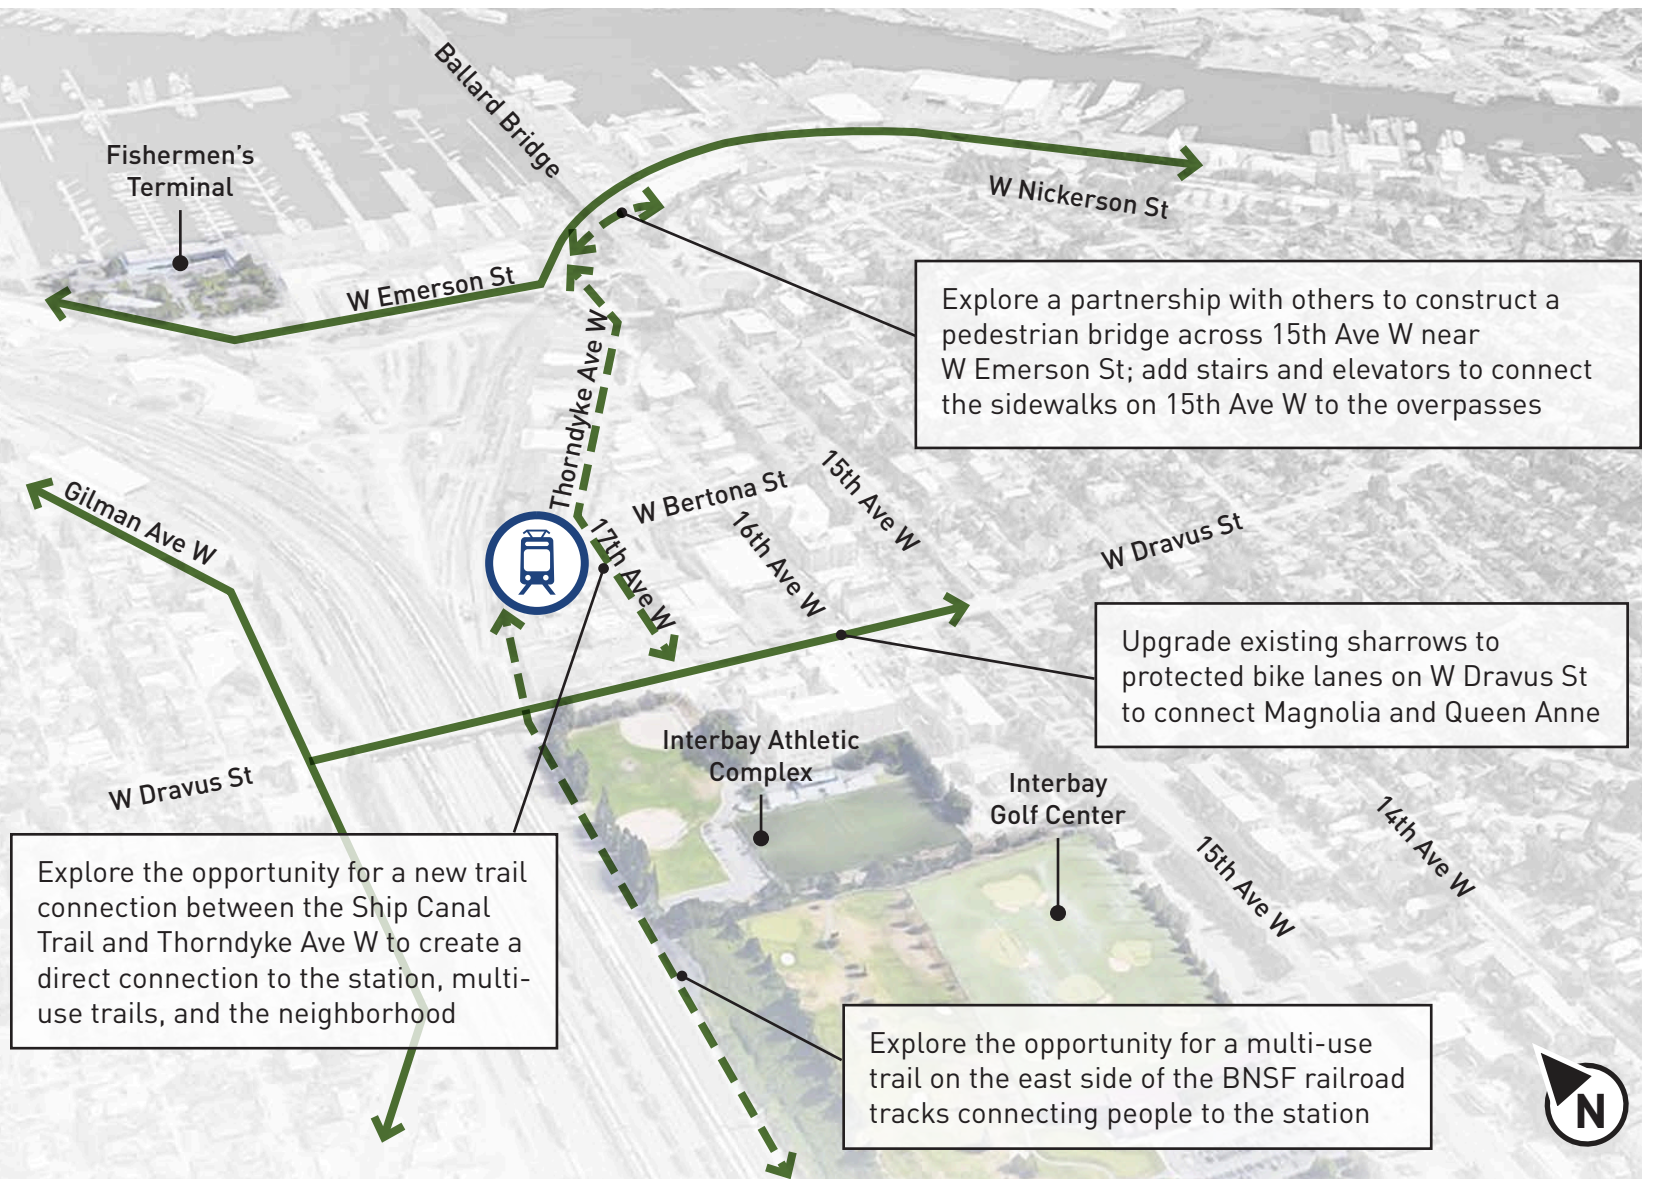 Ballard Bridge
Fishermen's
Terminal
W Nickerson St
W Emerson St
Explore a partnership with others to construct a
pedestrian bridge across 15th Ave W near
W Emerson St; add stairs and elevators to connect
the sidewalks on 15th Ave W to the overpasses
Thorndyke Ave W
Gilman Ave W
W Bertona St
15th Ave W
16th Ave W
17th Ave W
W Dravus St
Upgrade existing sharrows to
protected bike lanes on W Dravus St
to connect Magnolia and Queen Anne
Interbay Athletic
Complex
Interbay
Golf Center
W Dravus St
14th Ave W
15th Ave W
Explore the opportunity for a new trail
connection between the Ship Canal
Trail and Thorndyke Ave W to create a
direct connection to the station, multi-
use trails, and the neighborhood
Explore the opportunity for a multi-use
trail on the east side of the BNSF railroad
tracks connecting people to the station
N